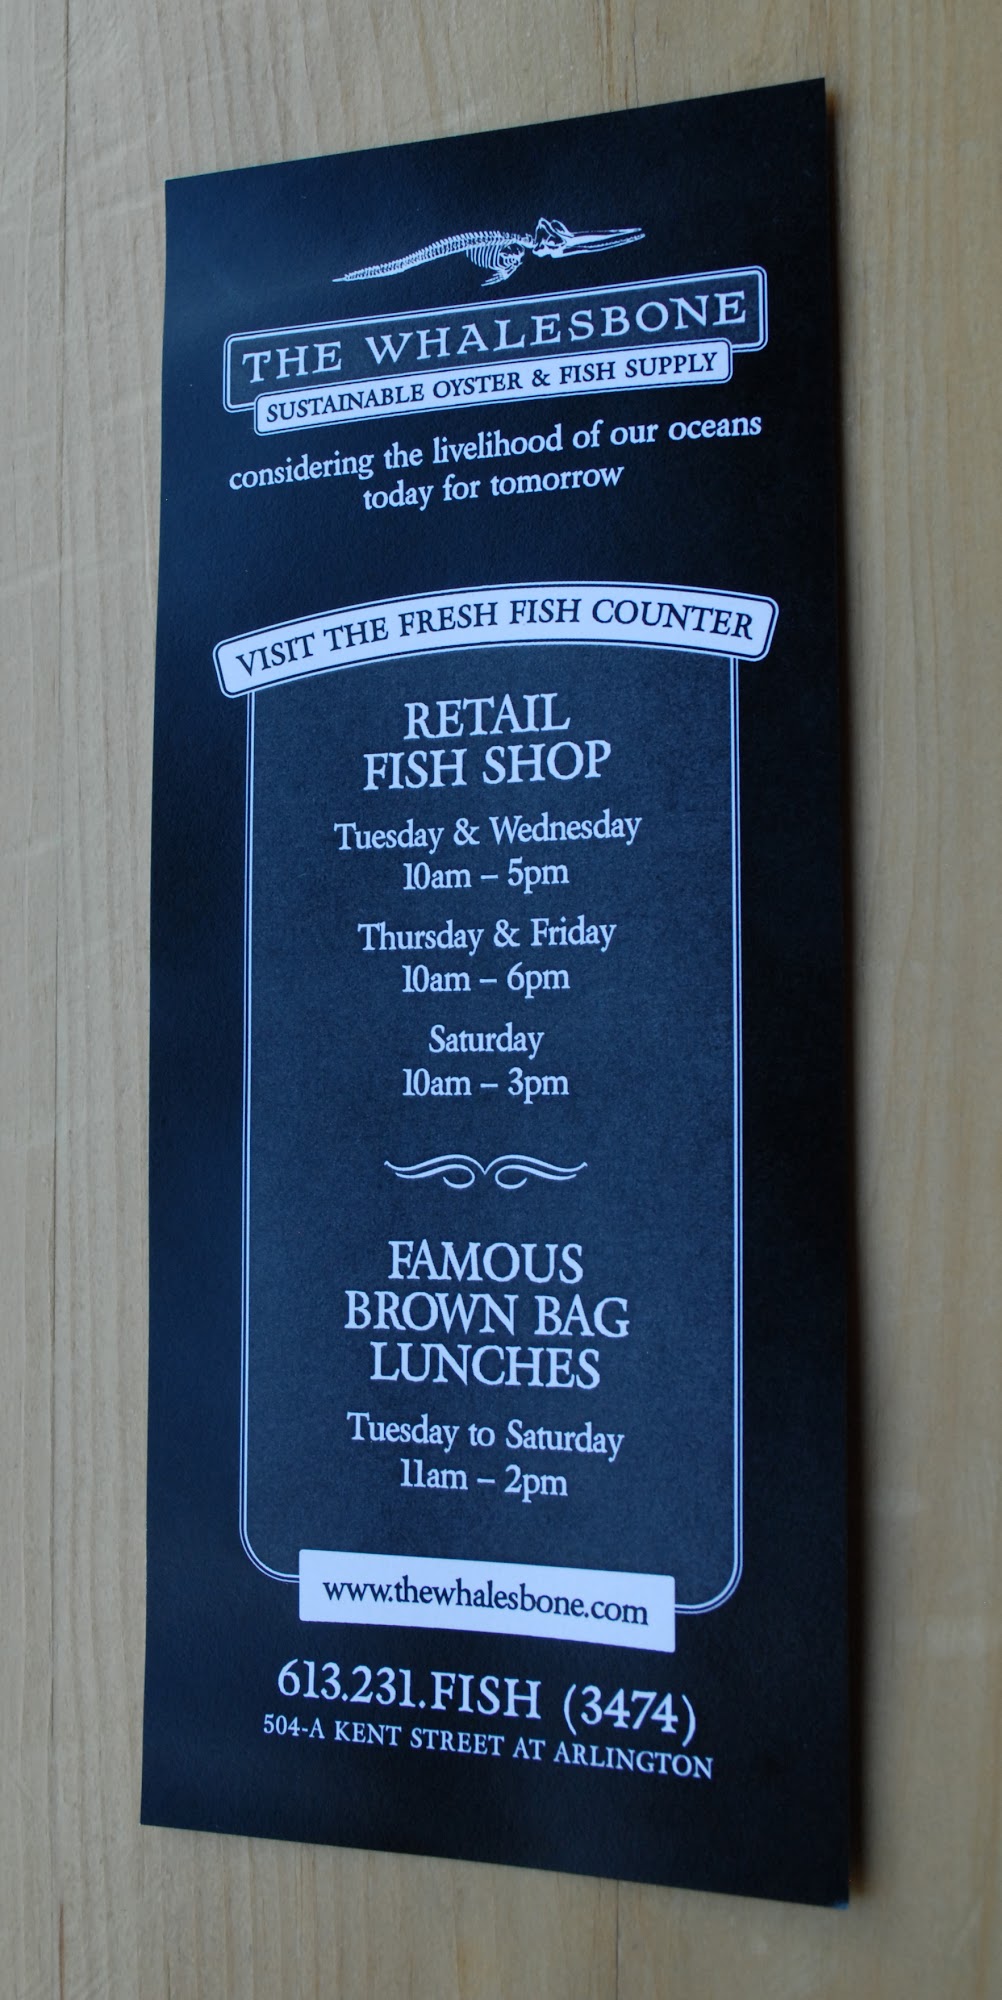 THE WHALESBONE
SUSTAINABLE OYSTER & FISH SUPPLY
considering the livelihood of our oceans
today for tomorrow
VISIT THE FRESH FISH COUNTER
RETAIL
FISH SHOP
Tuesday & Wednesday
10am – 5pm
Thursday & Friday
10am – 6pm
Saturday
10am – 3pm
FAMOUS
BROWN BAG
LUNCHES
Tuesday to Saturday
11am – 2pm
www.thewhalesbone.com
613.231.FISH (3474)
504-A KENT STREET AT ARLINGTON